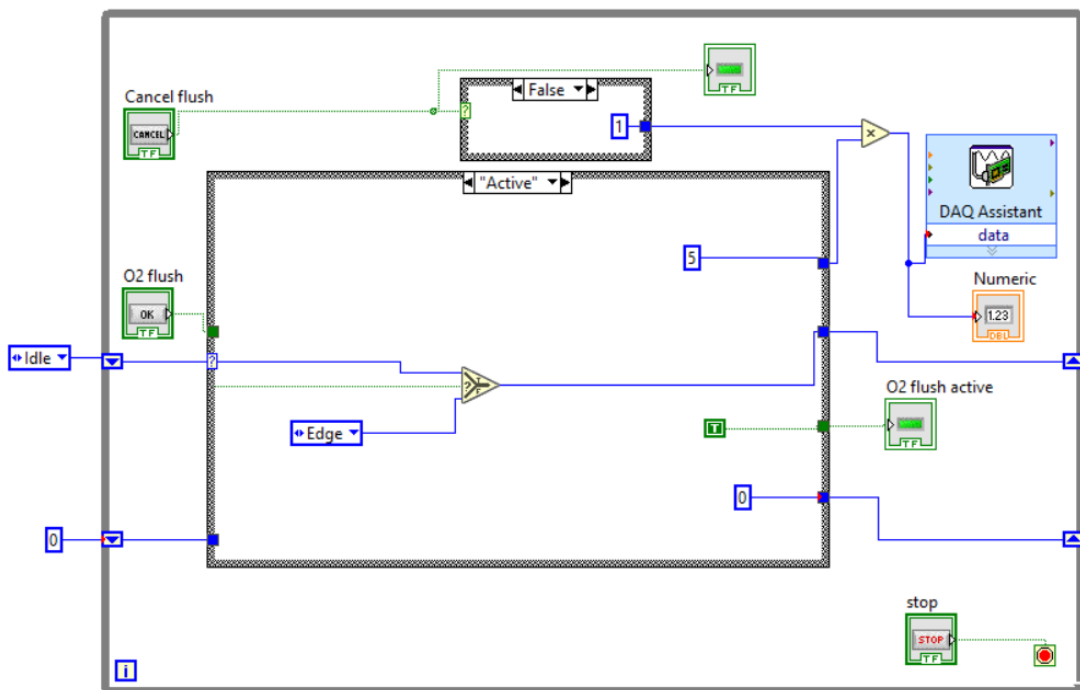 Cancel flush
CANCEL
TF
TF
?
False
1
x
DAQ Assistant
data
"Active"
5
O2 flush
OK
TF
Numeric
1.23
DBL
Idle
?
?
T
F
Edge
O2 flush active
TF
T
0
0
stop
STOP
TF
i